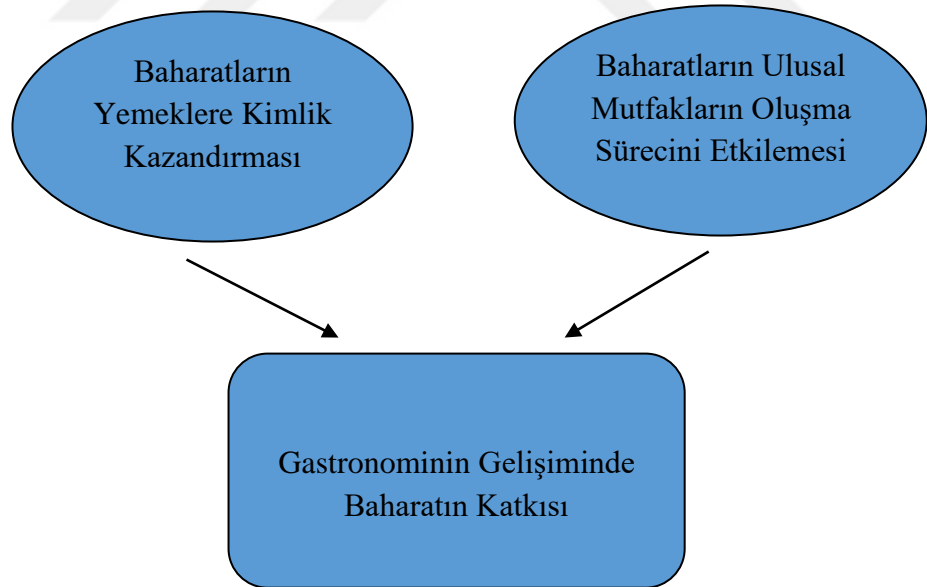 Baharatların
Yemeklere Kimlik
Kazandırması
Baharatların Ulusal
Mutfakların Oluşma
Sürecini Etkilemesi
Gastronominin Gelişiminde
Baharatın Katkısı